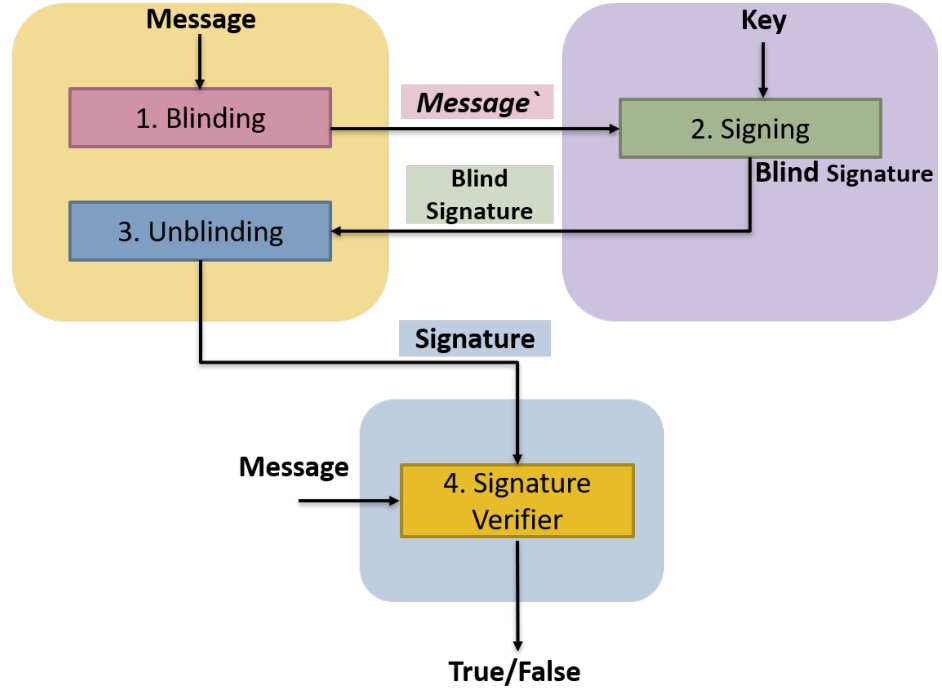 Message
Key
1. Blinding
Message`
2. Signing
Blind
Signature
Blind Signature
3. Unblinding
Signature
Message
4. Signature
Verifier
True/False